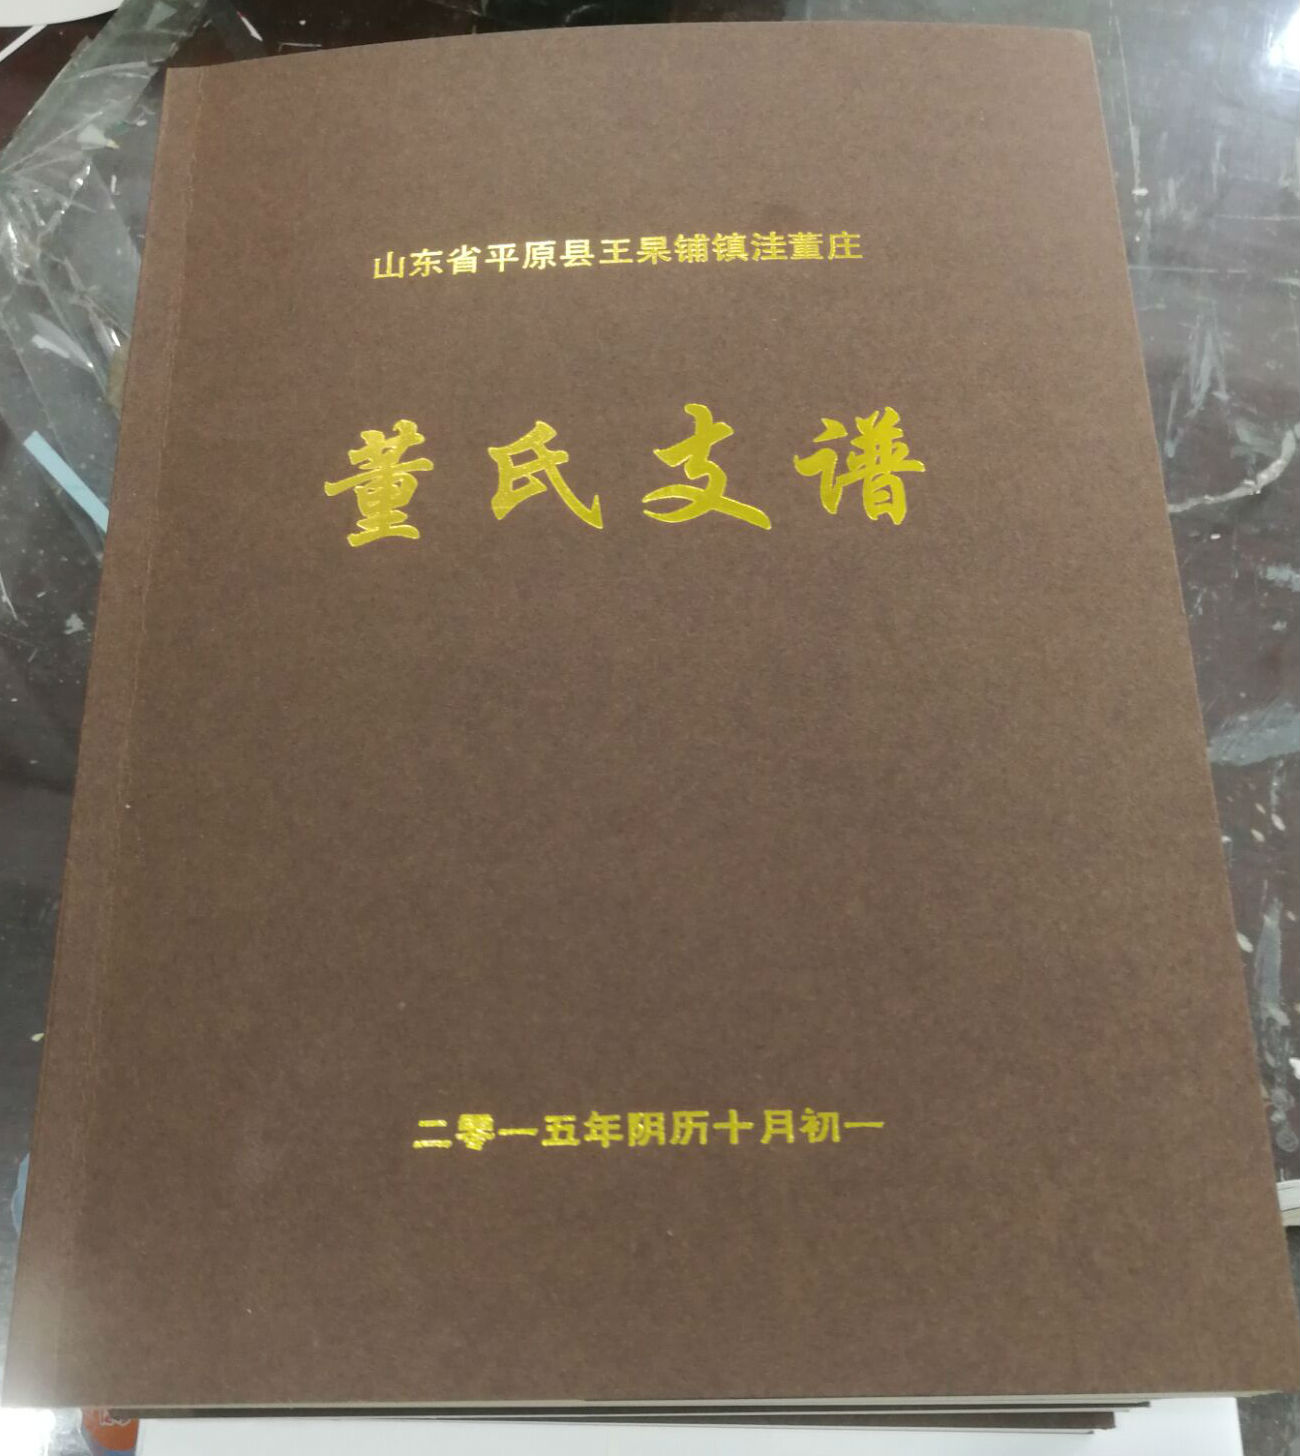 山东省平原县王杲铺镇洼董庄
董氏支谱
二零一五年阴历十月初一